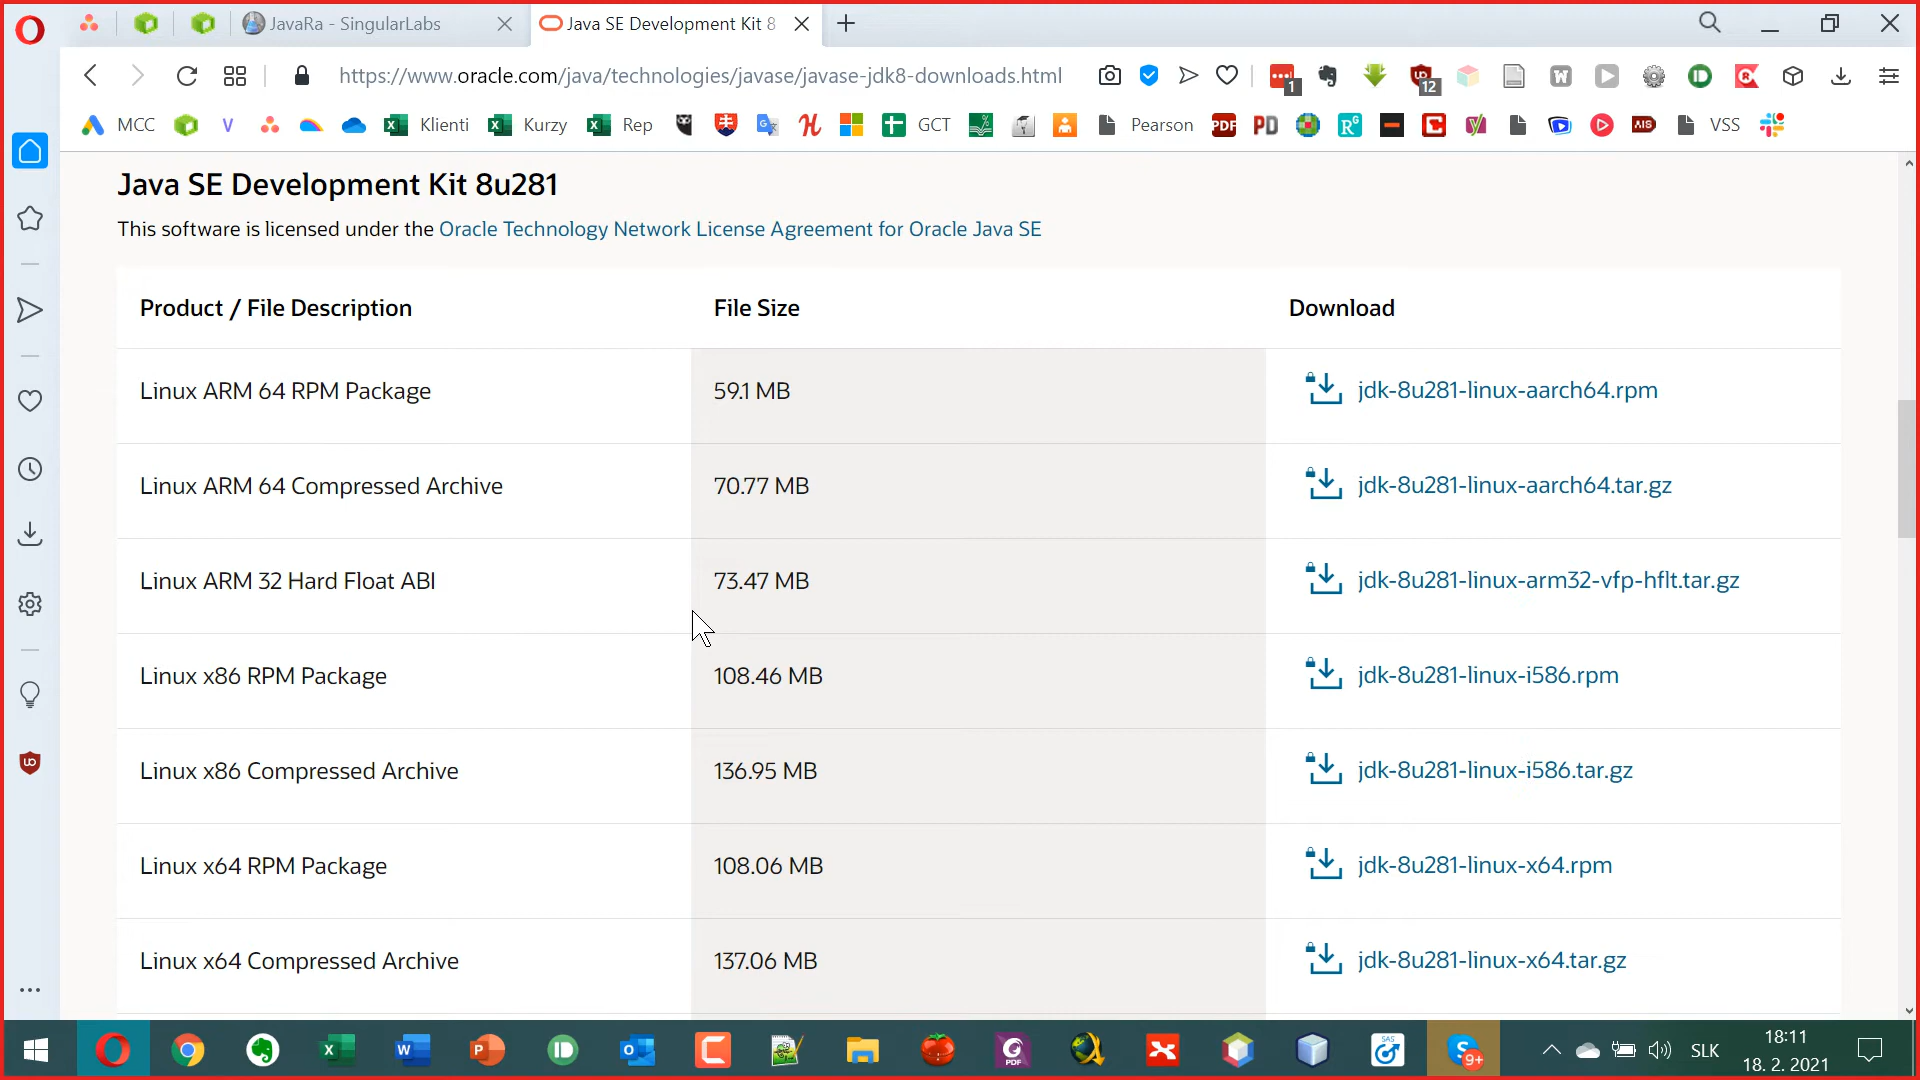 JavaRa - SingularLabs
Java SE Development Kit 8
https://www.oracle.com/java/technologies/javase/javase-jdk8-downloads.html
1
12
MCC
Klienti
Kurzy
Rep
GCT
Pearson
PDF
PD
AIS
VSS
Java SE Development Kit 8u281
This software is licensed under the Oracle Technology Network License Agreement for Oracle Java SE
Product / File Description File Size Download
Linux ARM 64 RPM Package 59.1 MB jdk-8u281-linux-aarch64.rpm
Linux ARM 64 Compressed Archive 70.77 MB jdk-8u281-linux-aarch64.tar.gz
Linux ARM 32 Hard Float ABI 73.47 MB jdk-8u281-linux-arm32-vfp-hflt.tar.gz
Linux x86 RPM Package 108.46 MB jdk-8u281-linux-i586.rpm
Linux x86 Compressed Archive 136.95 MB jdk-8u281-linux-i586.tar.gz
Linux x64 RPM Package 108.06 MB jdk-8u281-linux-x64.rpm
Linux x64 Compressed Archive 137.06 MB jdk-8u281-linux-x64.tar.gz
PDF
SAS
9+
SLK
18:11
18. 2. 2021